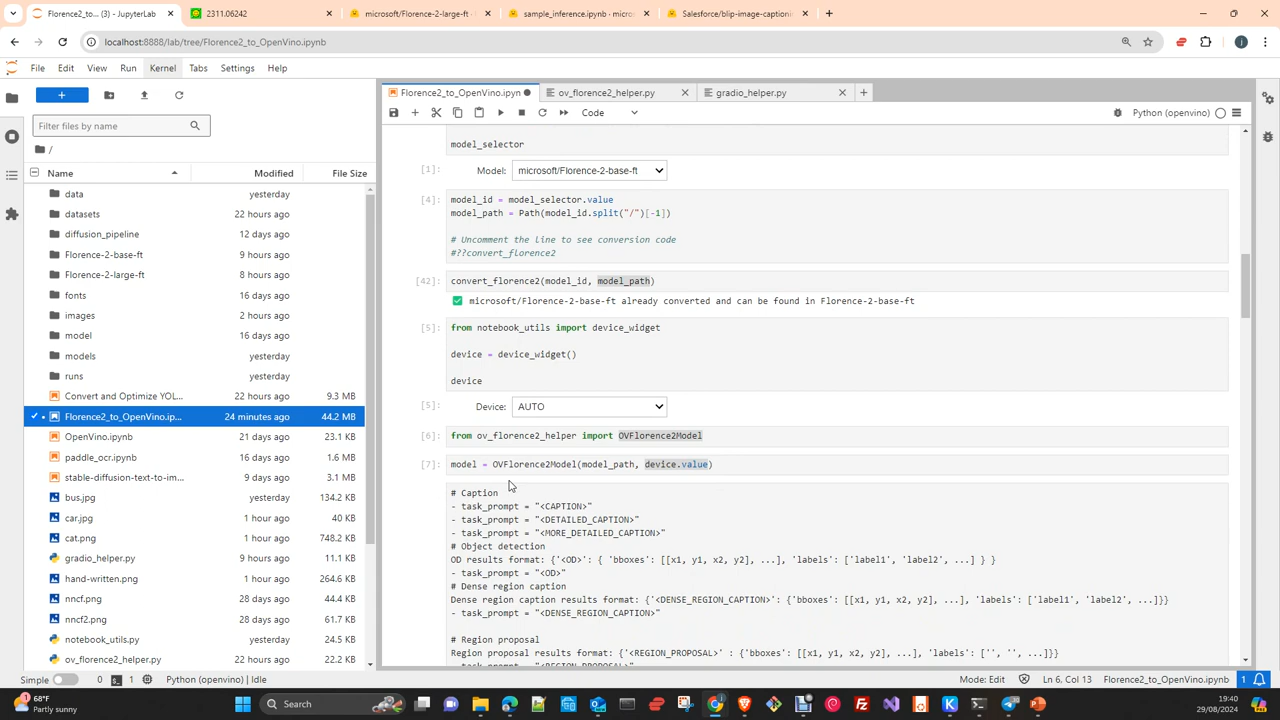 Florence2_to... (3) - JupyterLab
2311.06242
microsoft/Florence-2-large-ft
sample_inference.ipynb · micros
Salesforce/blip-image-captionin
localhost:8888/lab/tree/Florence2_to_OpenVino.ipynb
File Edit View Run Kernel Tabs Settings Help
Florence2_to_OpenVino.ipyn
ov_florence2_helper.py
gradio_helper.py
Code
Python (openvino)
Filter files by name
/
Name Modified File Size
data yesterday
datasets 22 hours ago
diffusion_pipeline 12 days ago
Florence-2-base-ft 9 hours ago
Florence-2-large-ft 8 hours ago
fonts 16 days ago
images 2 hours ago
model 16 days ago
models yesterday
runs yesterday
Convert and Optimize YOL... 22 hours ago 9.3 MB
Florence2_to_OpenVino.ip... 24 minutes ago 44.2 MB
OpenVino.ipynb 21 days ago 23.1 KB
paddle_ocr.ipynb yesterday 1.6 MB
stable-diffusion-text-to-im... 9 days ago 3.1 MB
bus.jpg yesterday 134.2 KB
car.jpg 1 hour ago 40 KB
cat.png 1 hour ago 748.2 KB
gradio_helper.py 9 hours ago 11.1 KB
hand-written.png 1 hour ago 264.6 KB
nncf.png 28 days ago 44.4 KB
nncf2.png 28 days ago 61.7 KB
notebook_utils.py yesterday 24.5 KB
ov_florence2_helper.py 22 hours ago 22.2 KB
model_selector
[1]: Model: microsoft/Florence-2-base-ft
[4]: model_id = model_selector.value
model_path = Path(model_id.split("/")[-1])
# Uncomment the line to see conversion code
#??convert_florence2
[42]: convert_florence2(model_id, model_path)
microsoft/Florence-2-base-ft already converted and can be found in Florence-2-base-ft
[5]: from notebook_utils import device_widget
device = device_widget()
device
[5]: Device: AUTO
[6]: from ov_florence2_helper import OVFlorence2Model
[7]: model = OVFlorence2Model(model_path, device.value)
# Caption
- task_prompt = "<CAPTION>"
- task_prompt = "<DETAILED_CAPTION>"
- task_prompt = "<MORE_DETAILED_CAPTION>"
# Object detection
OD results format: {'<OD>': { 'bboxes': [[x1, y1, x2, y2], ...], 'labels': ['label1', 'label2', ...] } }
- task_prompt = "<OD>"
# Dense region caption
Dense region caption results format: {'<DENSE_REGION_CAPTION>': {'bboxes': [[x1, y1, x2, y2], ...], 'labels': ['label1', 'label2', ...]}}
- task_prompt = "<DENSE_REGION_CAPTION>"
# Region proposal
Region proposal results format: {'<REGION_PROPOSAL>' : {'bboxes': [[x1, y1, x2, y2], ...], 'labels': ['', '', ...]}}
- task_prompt = "<REGION_PROPOSAL>"
Simple 0 1 Python (openvino) | Idle
Mode: Edit Ln 6, Col 13 Florence2_to_OpenVino.ipynb 1
68°F
Partly sunny
Search
19:40
29/08/2024